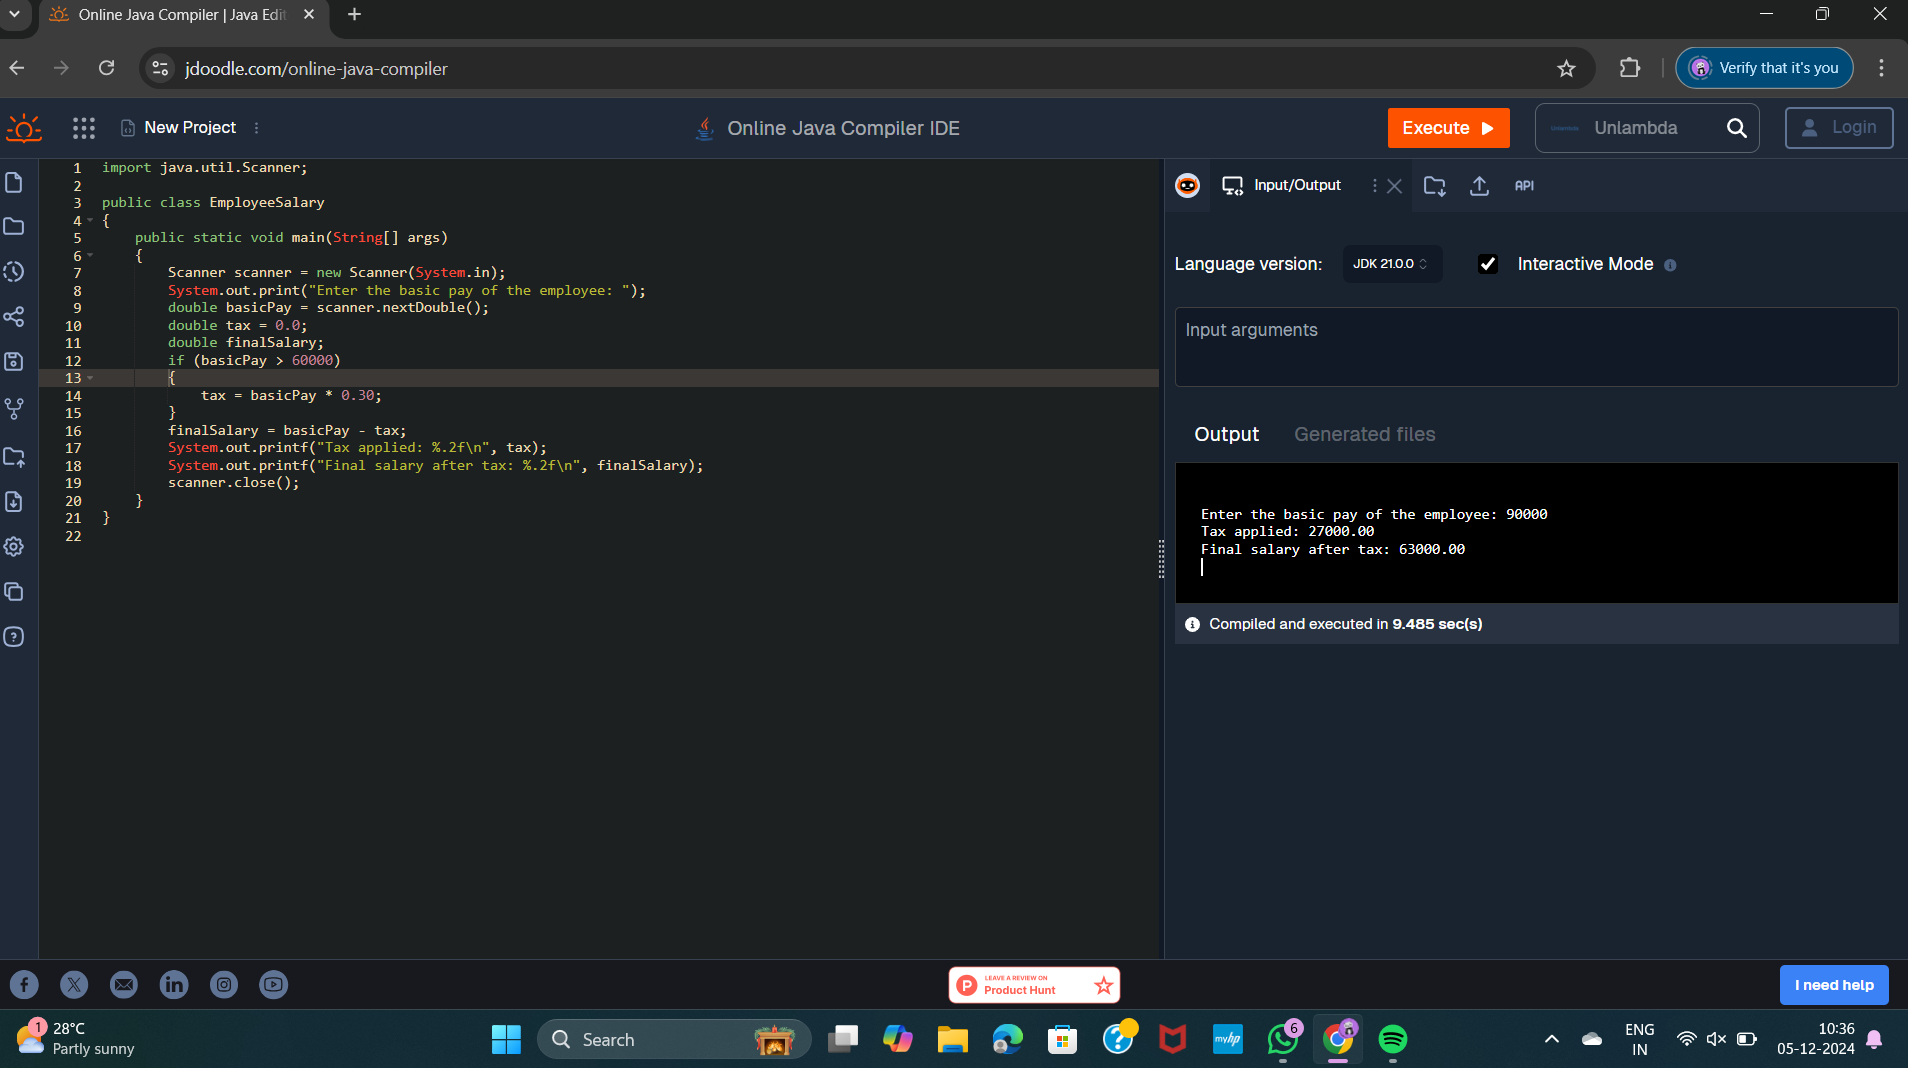 Online Java Compiler | Java Edit
jdoodle.com/online-java-compiler
Verify that it's you
New Project
Online Java Compiler IDE
Execute
Unlambda
Login
1 import java.util.Scanner;
2
3 public class EmployeeSalary
4 {
5     public static void main(String[] args)
6     {
7         Scanner scanner = new Scanner(System.in);
8         System.out.print("Enter the basic pay of the employee: ");
9         double basicPay = scanner.nextDouble();
10         double tax = 0.0;
11         double finalSalary;
12         if (basicPay > 60000)
13         {
14             tax = basicPay * 0.30;
15         }
16         finalSalary = basicPay - tax;
17         System.out.printf("Tax applied: %.2f\n", tax);
18         System.out.printf("Final salary after tax: %.2f\n", finalSalary);
19         scanner.close();
20     }
21 }
22
Input/Output
API
Language version:
JDK 21.0.0
Interactive Mode
Input arguments
Output
Generated files
Enter the basic pay of the employee: 90000
Tax applied: 27000.00
Final salary after tax: 63000.00
Compiled and executed in 9.485 sec(s)
LEAVE A REVIEW ON
Product Hunt
I need help
1
28°C
Partly sunny
Search
myhp
6
ENG
IN
10:36
05-12-2024